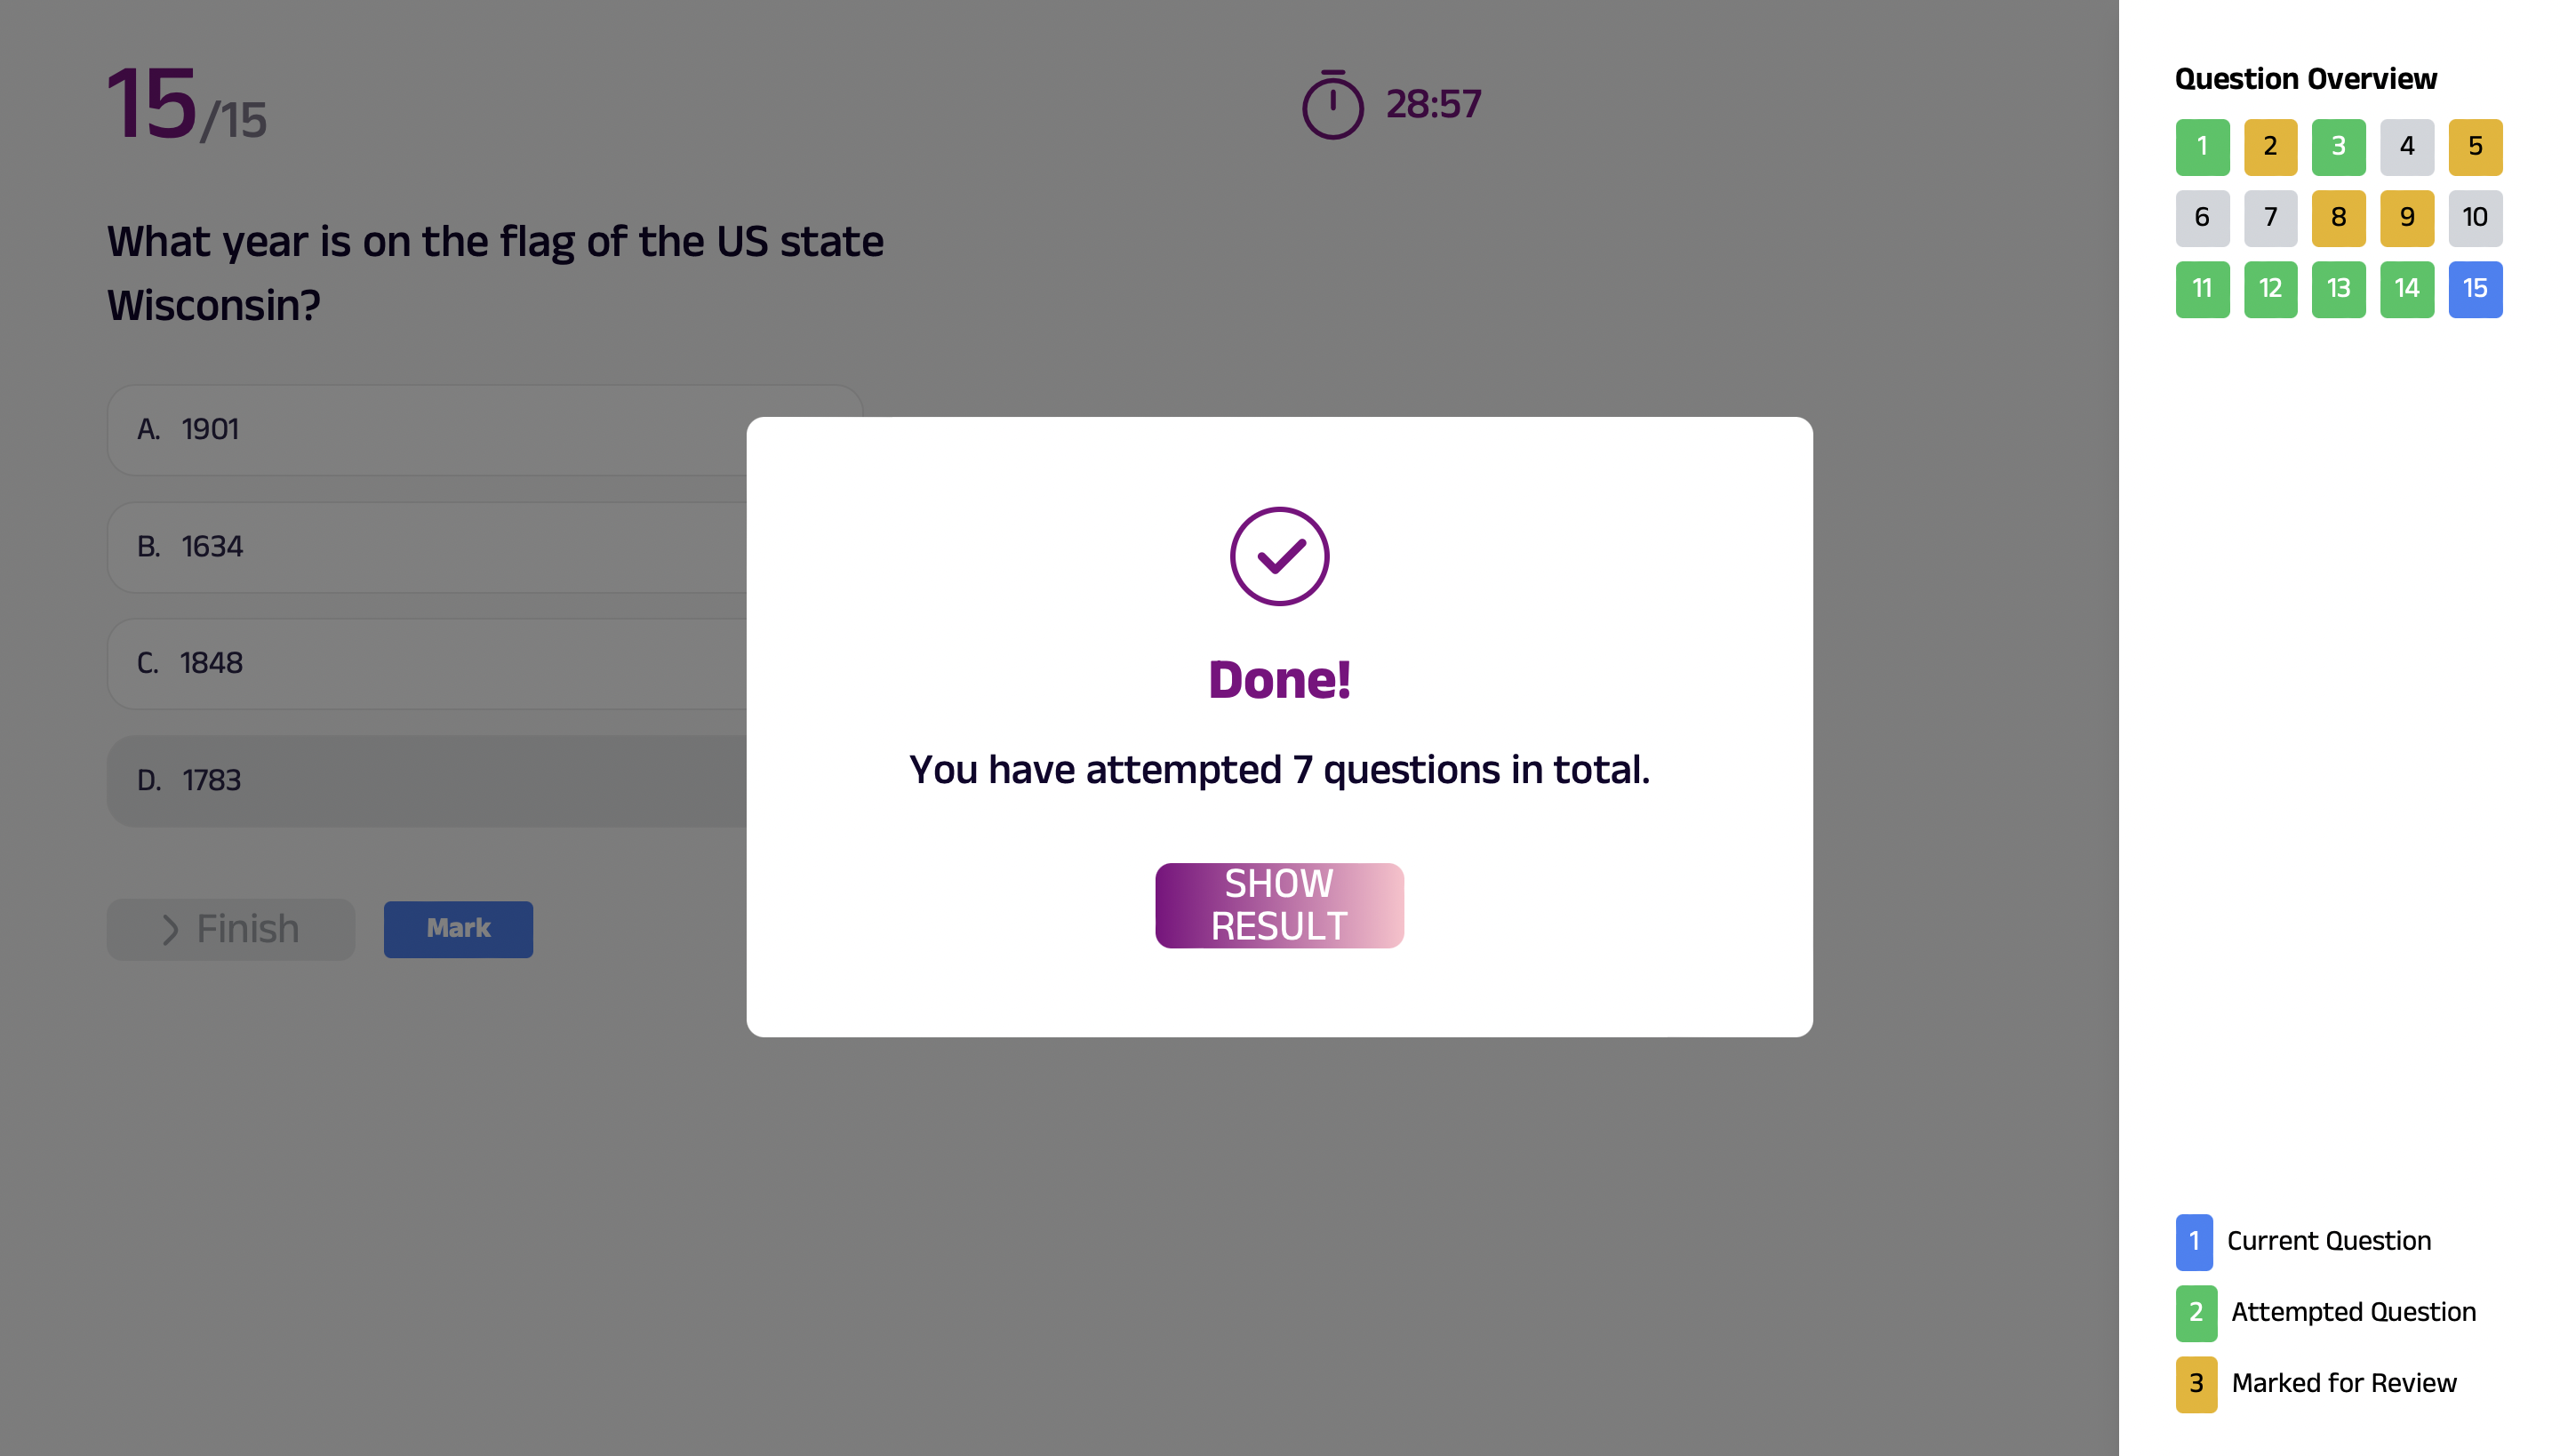 15/15
28:57
What year is on the flag of the US state
Wisconsin?
A. 1901
B. 1634
C. 1848
D. 1783
Finish
Mark
Done!
You have attempted 7 questions in total.
SHOW
RESULT
Question Overview
1 2 3 4 5
6 7 8 9 10
11 12 13 14 15
1 Current Question
2 Attempted Question
3 Marked for Review